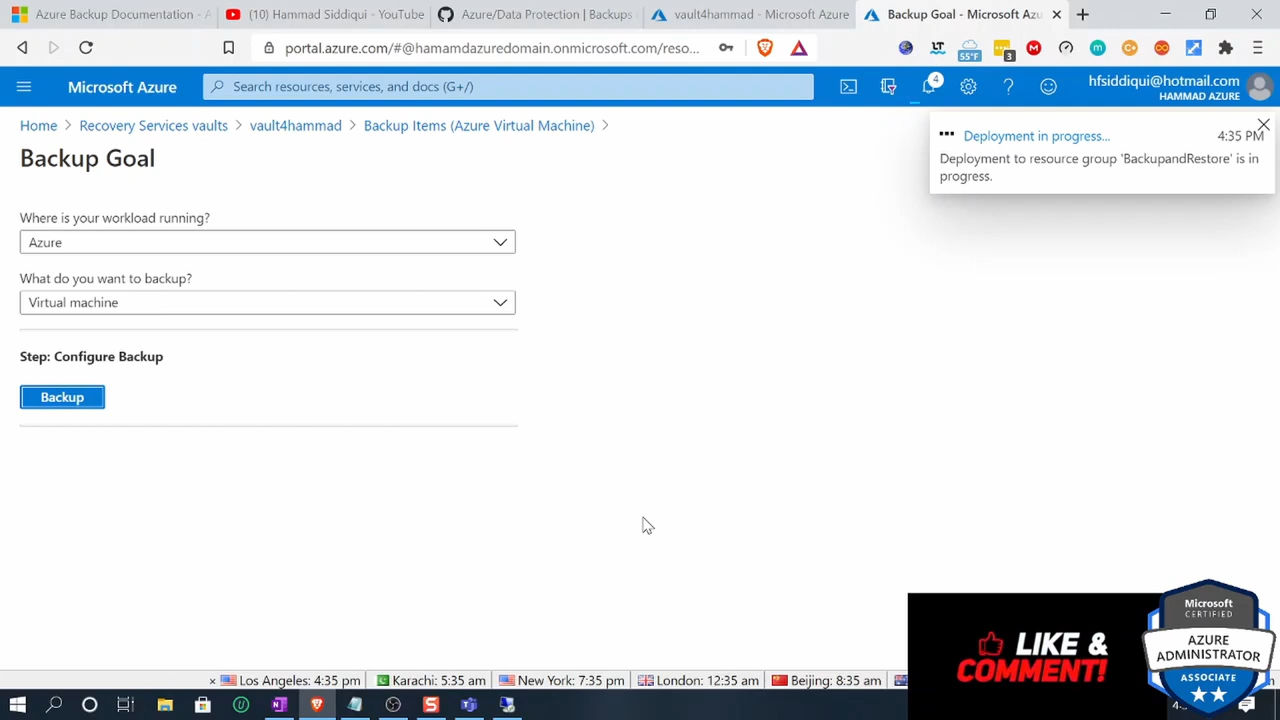 Azure Backup Documentation - A
(10) Hammad Siddiqui - YouTube
Azure/Data Protection | Backups
vault4hammad - Microsoft Azure
Backup Goal - Microsoft Azu
portal.azure.com/#@hamamdazuredomain.onmicrosoft.com/reso...
55°F
3
Microsoft Azure
Search resources, services, and docs (G+/)
4
hfsiddiqui@hotmail.com
HAMMAD AZURE
Home > Recovery Services vaults > vault4hammad > Backup Items (Azure Virtual Machine) >
Backup Goal
Deployment in progress...
4:35 PM
Deployment to resource group 'BackupandRestore' is in
progress.
Where is your workload running?
Azure
What do you want to backup?
Virtual machine
Step: Configure Backup
Backup
LIKE &
COMMENT!
Microsoft
CERTIFIED
AZURE
ADMINISTRATOR
ASSOCIATE
Los Angeles: 4:35 pm
Karachi: 5:35 am
New York: 7:35 pm
London: 12:35 am
Beijing: 8:35 am